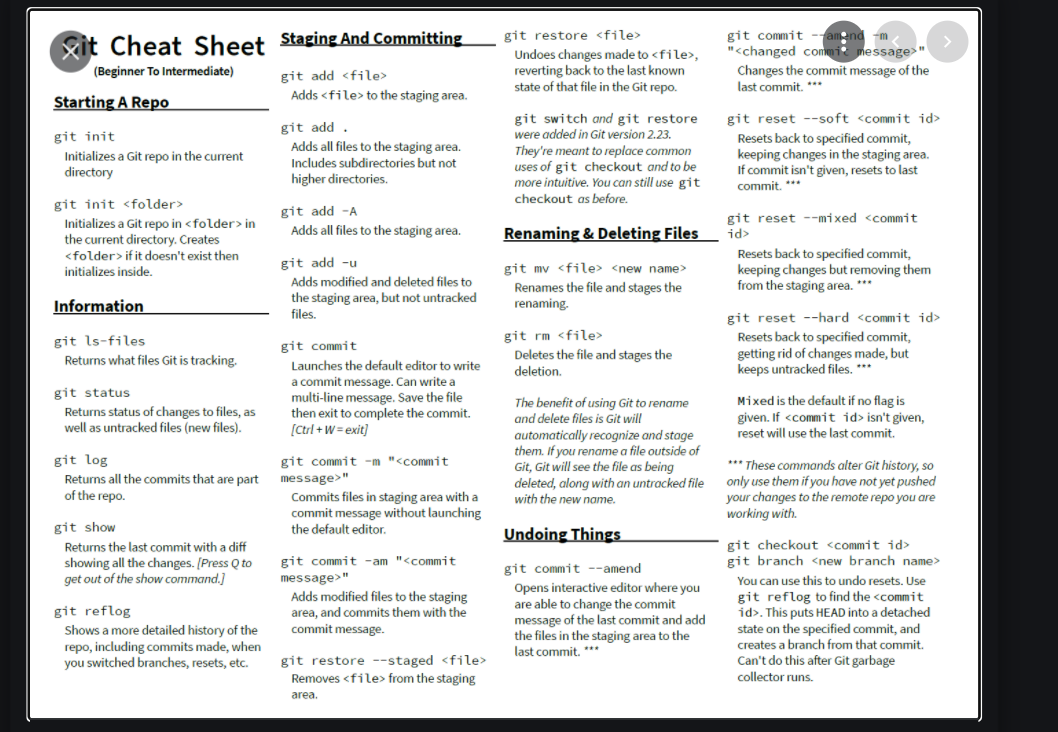 Git Cheat Sheet
(Beginner To Intermediate)
Starting A Repo
git init
Initializes a Git repo in the current
directory
git init <folder>
Initializes a Git repo in <folder> in
the current directory. Creates
<folder> if it doesn't exist then
initializes inside.
Information
git ls-files
Returns what files Git is tracking.
git status
Returns status of changes to files, as
well as untracked files (new files).
git log
Returns all the commits that are part
of the repo.
git show
Returns the last commit with a diff
showing all the changes. [Press Q to
get out of the show command.]
git reflog
Shows a more detailed history of the
repo, including commits made, when
you switched branches, resets, etc.
Staging And Committing
git add <file>
Adds <file> to the staging area.
git add .
Adds all files to the staging area.
Includes subdirectories but not
higher directories.
git add -A
Adds all files to the staging area.
git add -u
Adds modified and deleted files to
the staging area, but not untracked
files.
git commit
Launches the default editor to write
a commit message. Can write a
multi-line message. Save the file
then exit to complete the commit.
[Ctrl + W = exit]
git commit -m "<commit
message>"
Commits files in staging area with a
commit message without launching
the default editor.
git commit -am "<commit
message>"
Adds modified files to the staging
area, and commits them with the
commit message.
git restore --staged <file>
Removes <file> from the staging
area.
git restore <file>
Undoes changes made to <file>,
reverting back to the last known
state of that file in the Git repo.
git switch and git restore
were added in Git version 2.23.
They're meant to replace common
uses of git checkout and to be
more intuitive. You can still use git
checkout as before.
Renaming & Deleting Files
git mv <file> <new name>
Renames the file and stages the
renaming.
git rm <file>
Deletes the file and stages the
deletion.
The benefit of using Git to rename
and delete files is Git will
automatically recognize and stage
them. If you rename a file outside of
Git, Git will see the file as being
deleted, along with an untracked file
with the new name.
Undoing Things
git commit --amend
Opens interactive editor where you
are able to change the commit
message of the last commit and add
the files in the staging area to the
last commit. ***
git commit --amend -m
"<changed commit message>"
Changes the commit message of the
last commit. ***
git reset --soft <commit id>
Resets back to specified commit,
keeping changes in the staging area.
If commit isn't given, resets to last
commit. ***
git reset --mixed <commit
id>
Resets back to specified commit,
keeping changes but removing them
from the staging area. ***
git reset --hard <commit id>
Resets back to specified commit,
getting rid of changes made, but
keeps untracked files. ***
Mixed is the default if no flag is
given. If <commit id> isn't given,
reset will use the last commit.
*** These commands alter Git history, so
only use them if you have not yet pushed
your changes to the remote repo you are
working with.
git checkout <commit id>
git branch <new branch name>
You can use this to undo resets. Use
git reflog to find the <commit
id>. This puts HEAD into a detached
state on the specified commit, and
creates a branch from that commit.
Can't do this after Git garbage
collector runs.